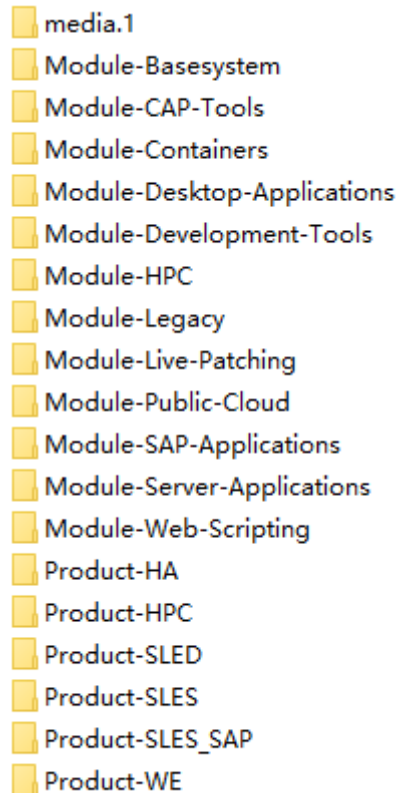 media.1
Module-Basesystem
Module-CAP-Tools
Module-Containers
Module-Desktop-Applications
Module-Development-Tools
Module-HPC
Module-Legacy
Module-Live-Patching
Module-Public-Cloud
Module-SAP-Applications
Module-Server-Applications
Module-Web-Scripting
Product-HA
Product-HPC
Product-SLED
Product-SLES
Product-SLES_SAP
Product-WE